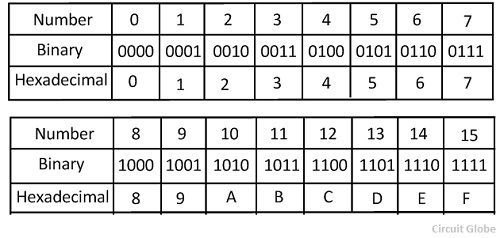 Number 0 1 2 3 4 5 6 7
Binary 0000 0001 0010 0011 0100 0101 0110 0111
Hexadecimal 0 1 2 3 4 5 6 7
Number 8 9 10 11 12 13 14 15
Binary 1000 1001 1010 1011 1100 1101 1110 1111
Hexadecimal 8 9 A B C D E F
Circuit Globe